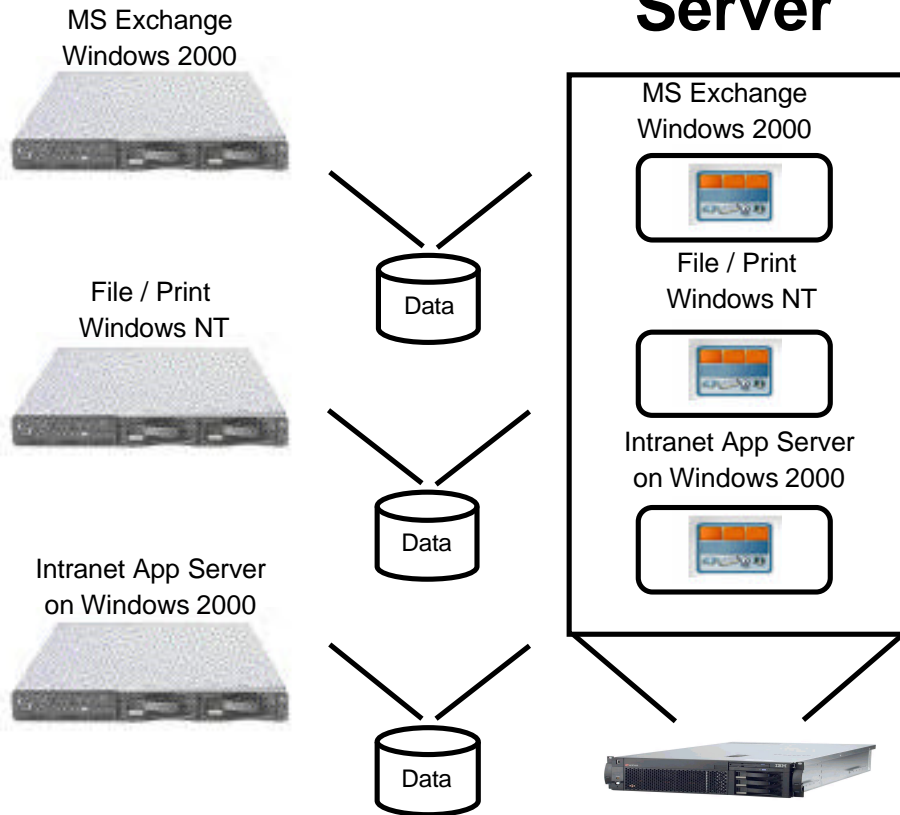 MS Exchange
Windows 2000
File / Print
Windows NT
Intranet App Server
on Windows 2000
Data
Data
Data
Server
MS Exchange
Windows 2000
File / Print
Windows NT
Intranet App Server
on Windows 2000